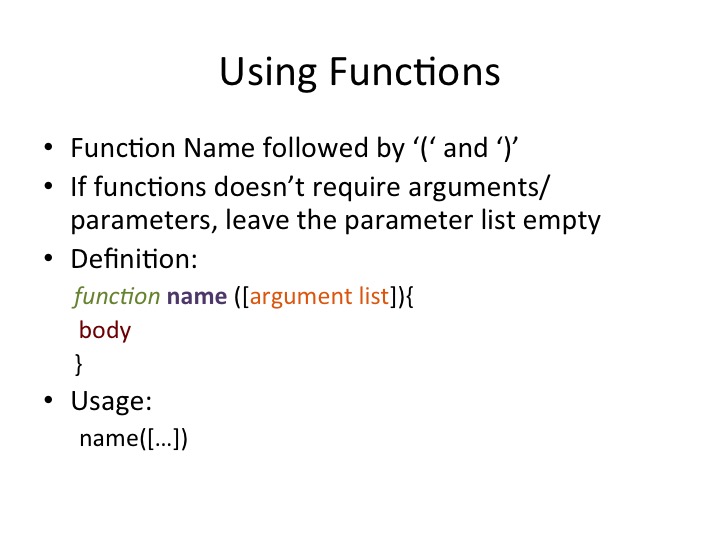 Using Functions
• Function Name followed by ‘(‘ and ‘)’
• If functions doesn’t require arguments/
parameters, leave the parameter list empty
• Definition:
function name ([argument list]){
body
}
• Usage:
name([…])